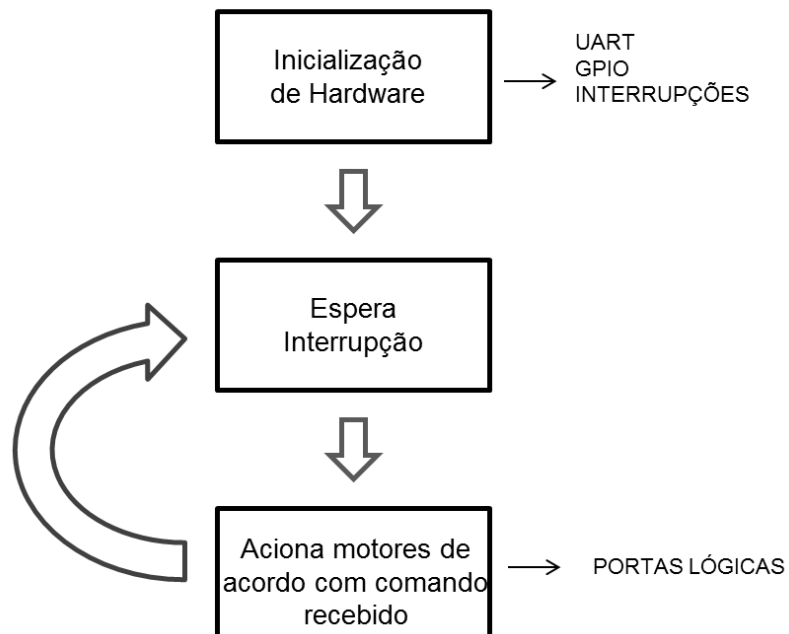 Inicialização
de Hardware
UART
GPIO
INTERRUPÇÕES
Espera
Interrupção
Aciona motores de
acordo com comando
recebido
PORTAS LÓGICAS